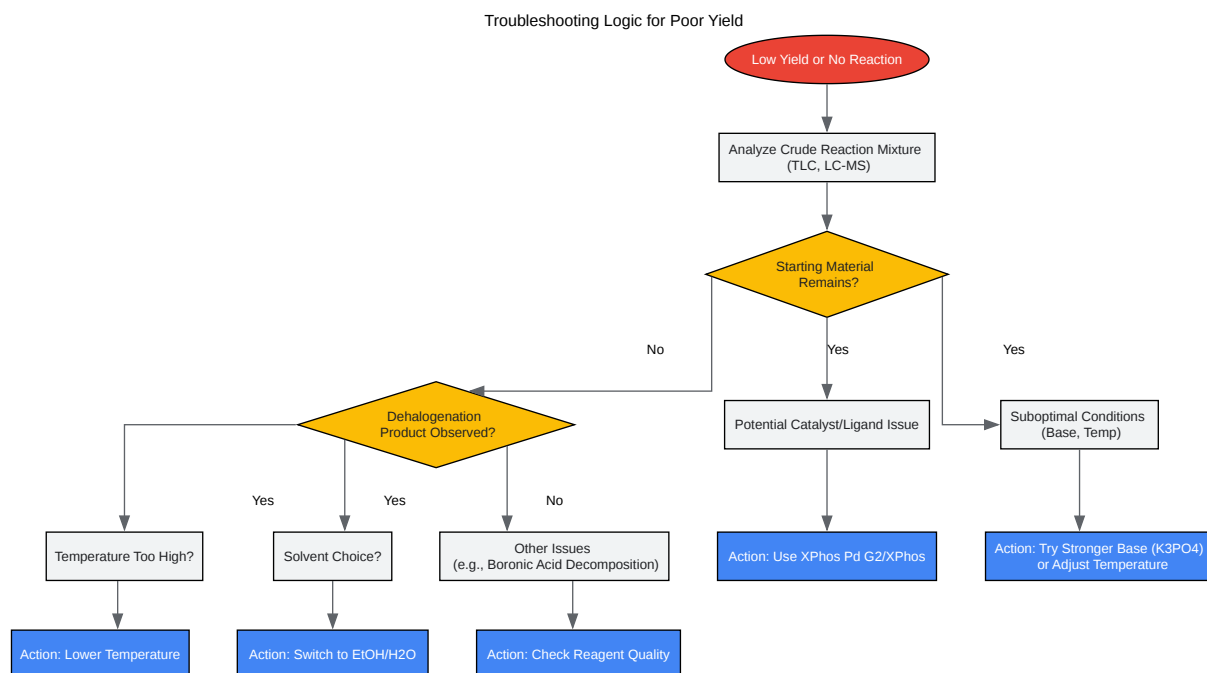 Troubleshooting Logic for Poor Yield
Low Yield or No Reaction
Analyze Crude Reaction Mixture
(TLC, LC-MS)
Starting Material
Remains?
No
Yes
Yes
Dehalogenation
Product Observed?
Potential Catalyst/Ligand Issue
Suboptimal Conditions
(Base, Temp)
Yes
Yes
No
Temperature Too High?
Solvent Choice?
Other Issues
(e.g., Boronic Acid Decomposition)
Action: Use XPhos Pd G2/XPhos
Action: Try Stronger Base (K3PO4)
or Adjust Temperature
Action: Lower Temperature
Action: Switch to EtOH/H2O
Action: Check Reagent Quality